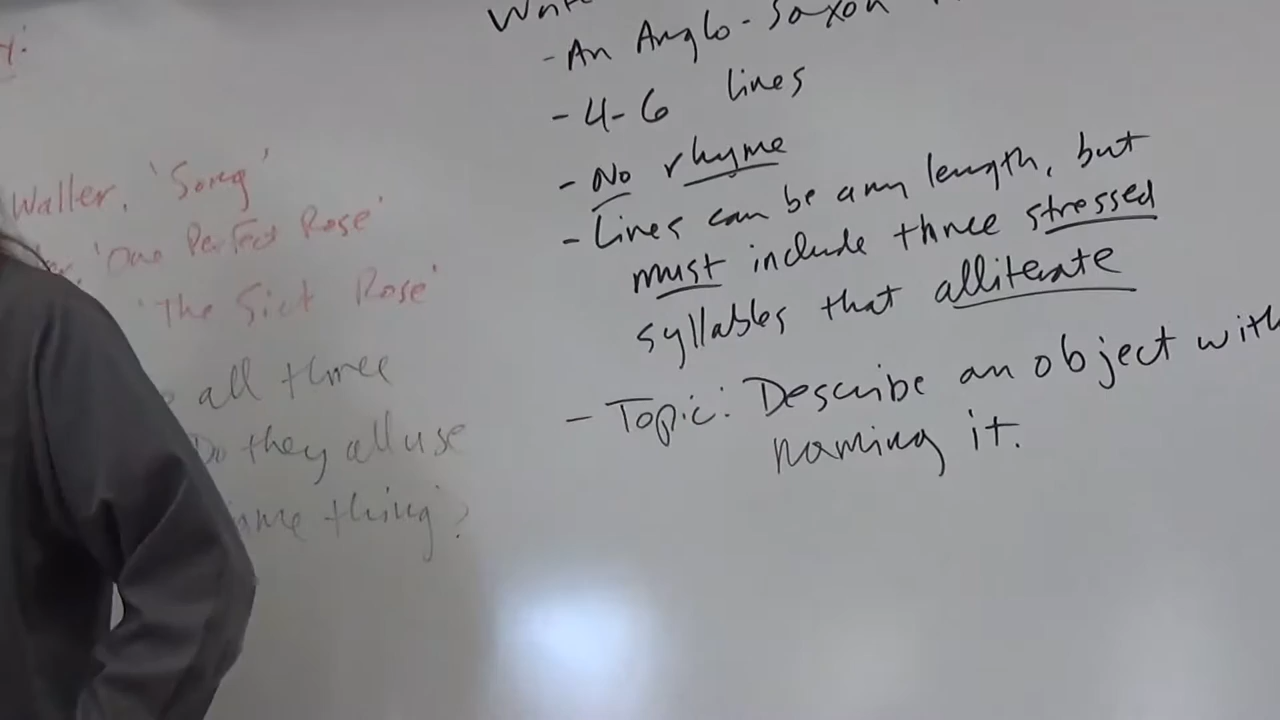 Waller, 'Song'
'One Perfect Rose'
'The Sick Rose'
all three
Do they all use
thing?
- An Anglo-Saxon
- 4-6 lines
- No rhyme
- Lines can be any length, but
must include three stressed
syllables that alliterate
- Topic: Describe an object with
naming it.